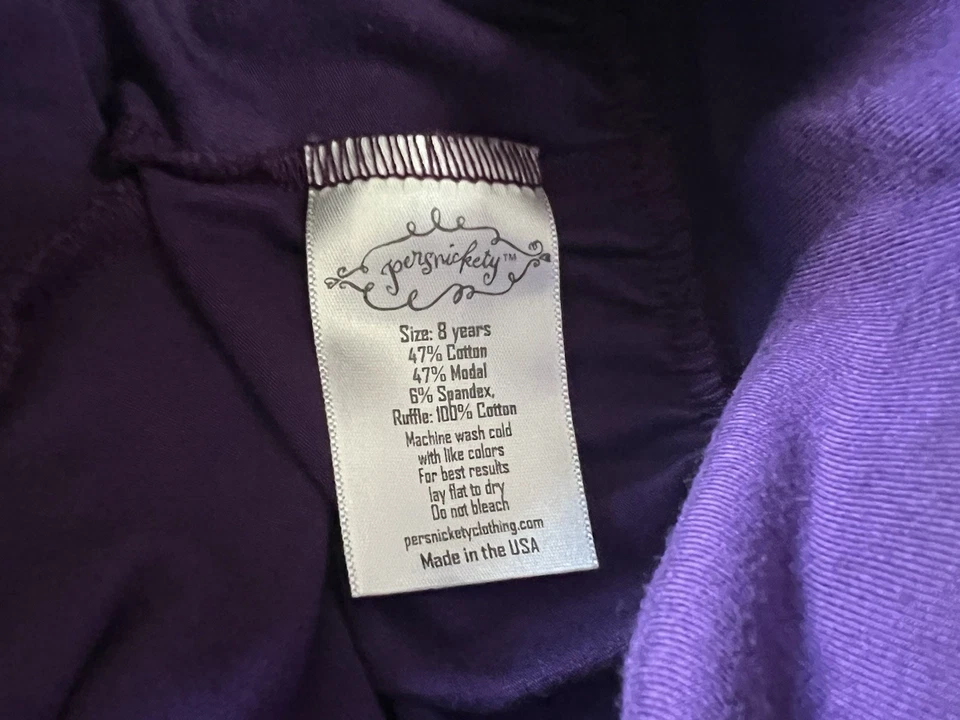 persnickety™
Size: 8 years
47% Cotton
47% Modal
6% Spandex,
Ruffle: 100% Cotton
Machine wash cold
with like colors
For best results
lay flat to dry
Do not bleach
persnicketyclothing.com
Made in the USA